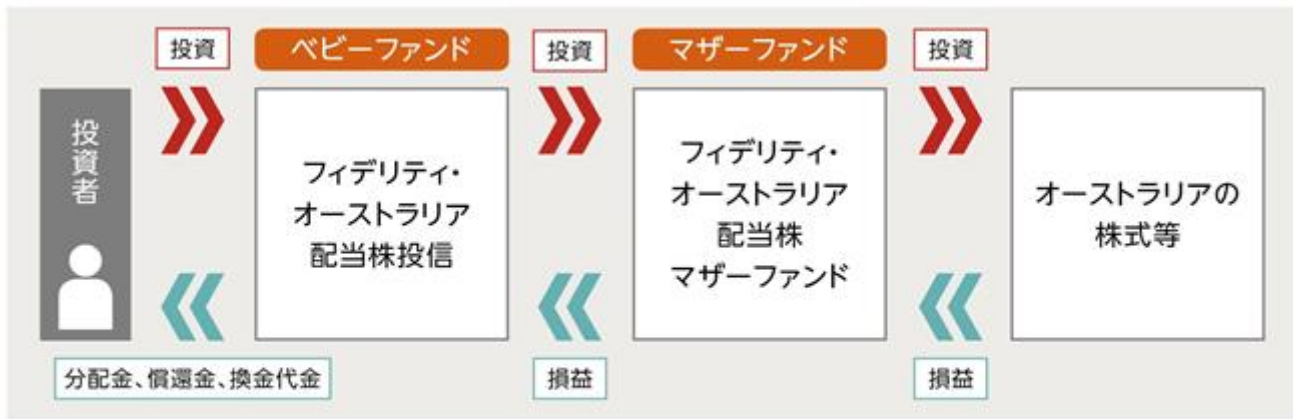 投資
ベビーファンド
投資
マザーファンド
投資
投資者
フィデリティ・
オーストラリア
配当株投信
フィデリティ・
オーストラリア
配当株
マザーファンド
オーストラリアの
株式等
分配金、償還金、換金代金
損益
損益